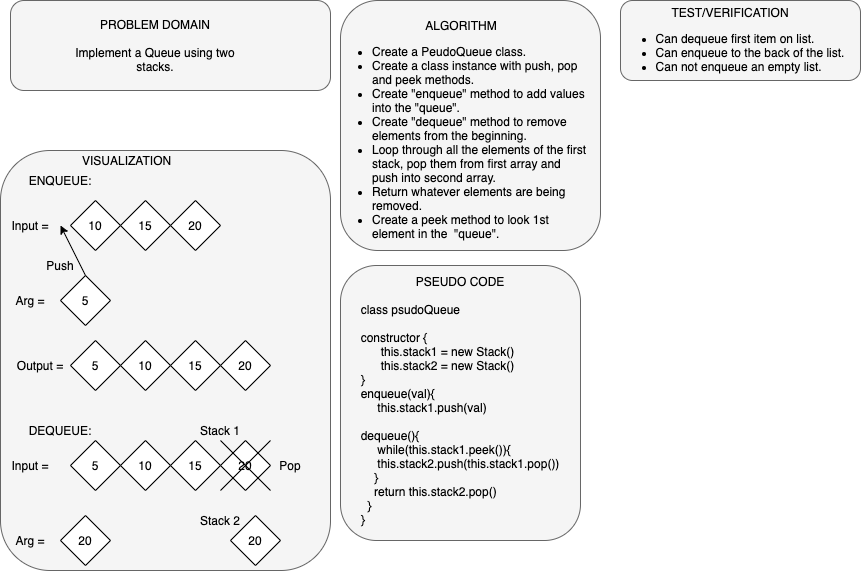 PROBLEM DOMAIN
Implement a Queue using two
stacks.
ALGORITHM
• Create a PeudoQueue class.
• Create a class instance with push, pop
and peek methods.
• Create "enqueue" method to add values
into the "queue".
• Create "dequeue" method to remove
elements from the beginning.
• Loop through all the elements of the first
stack, pop them from first array and
push into second array.
• Return whatever elements are being
removed.
• Create a peek method to look 1st
element in the "queue".
TEST/VERIFICATION
• Can dequeue first item on list.
• Can enqueue to the back of the list.
• Can not enqueue an empty list.
VISUALIZATION
ENQUEUE:
Input = 10 15 20
Push
Arg = 5
Output = 5 10 15 20
DEQUEUE: Stack 1
Input = 5 10 15 20 Pop
Stack 2
Arg = 20 20
PSEUDO CODE
class psudoQueue
constructor {
this.stack1 = new Stack()
this.stack2 = new Stack()
}
enqueue(val){
this.stack1.push(val)
dequeue(){
while(this.stack1.peek()){
this.stack2.push(this.stack1.pop())
}
return this.stack2.pop()
}
}